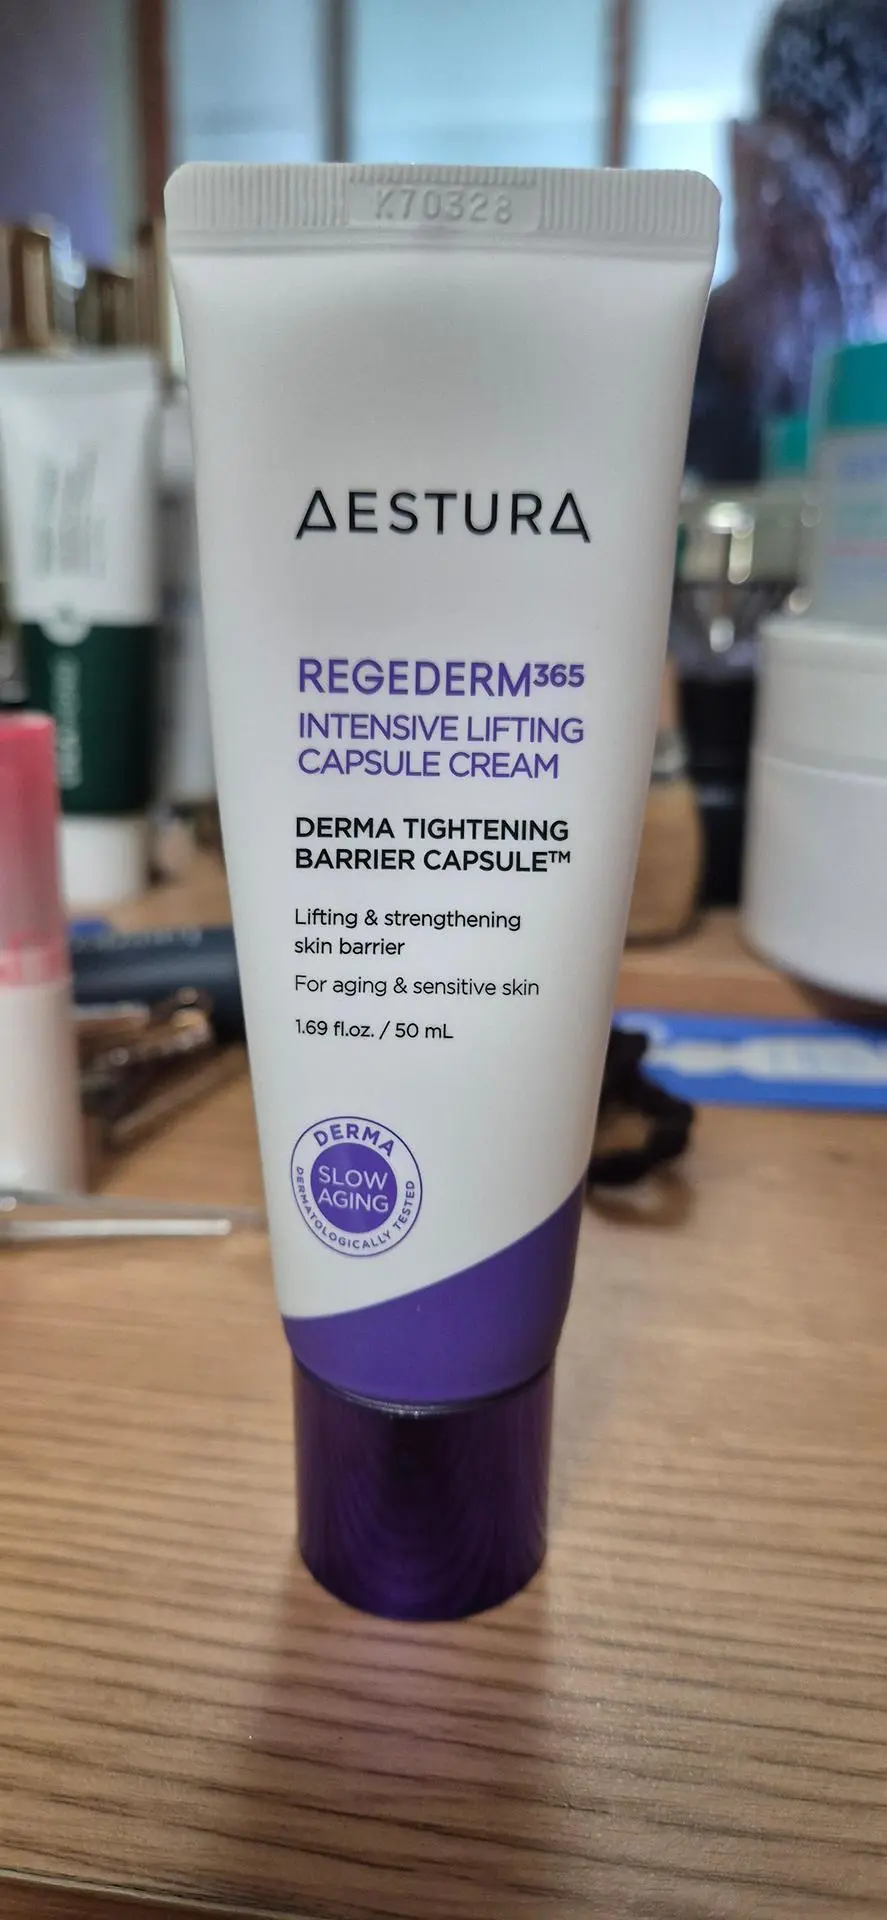 K70328
AESTURA
REGEDERM³⁶⁵
INTENSIVE LIFTING
CAPSULE CREAM
DERMA TIGHTENING
BARRIER CAPSULE™
Lifting & strengthening
skin barrier
For aging & sensitive skin
1.69 fl.oz. / 50 mL
DERMA
SLOW
AGING
DERMATOLOGICALLY TESTED